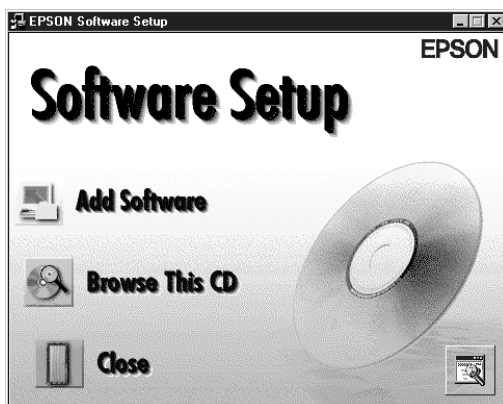 EPSON Software Setup
EPSON
Software Setup
Add Software
Browse This CD
Close